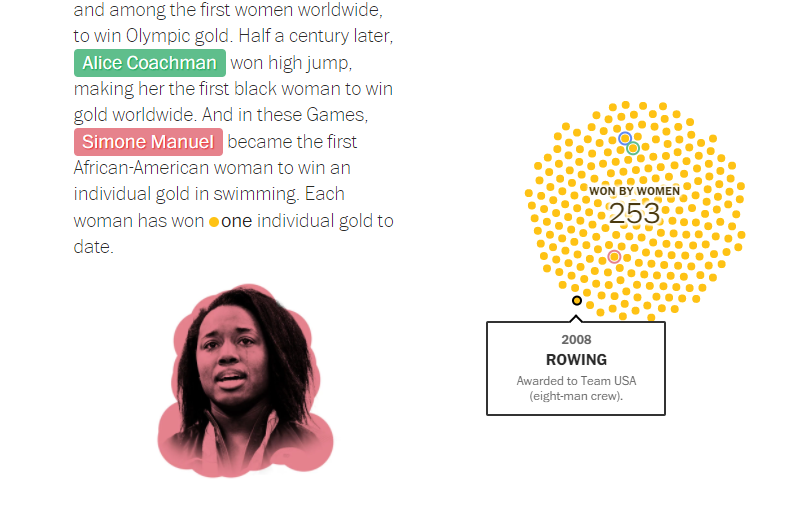 and among the first women worldwide,
to win Olympic gold. Half a century later,
Alice Coachman won high jump,
making her the first black woman to win
gold worldwide. And in these Games,
Simone Manuel became the first
African-American woman to win an
individual gold in swimming. Each
woman has won one individual gold to
date.
WON BY WOMEN
253
2008
ROWING
Awarded to Team USA
(eight-man crew).